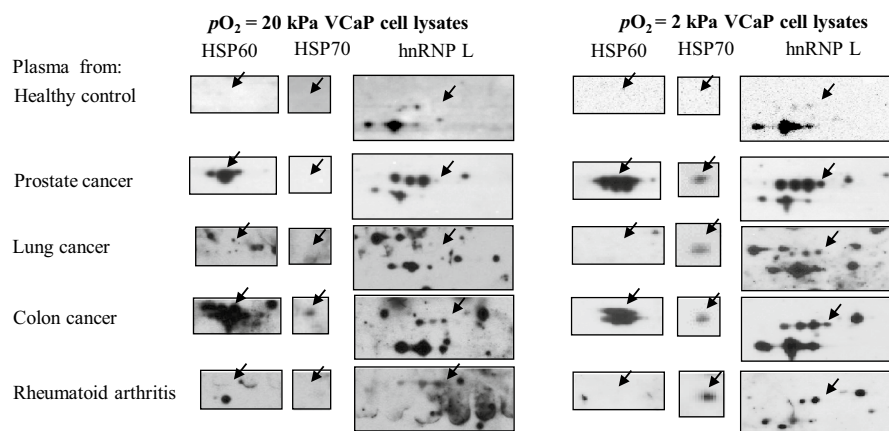 pO₂ = 20 kPa VCaP cell lysates pO₂ = 2 kPa VCaP cell lysates
HSP60 HSP70 hnRNP L HSP60 HSP70 hnRNP L
Plasma from:
Healthy control
Prostate cancer
Lung cancer
Colon cancer
Rheumatoid arthritis